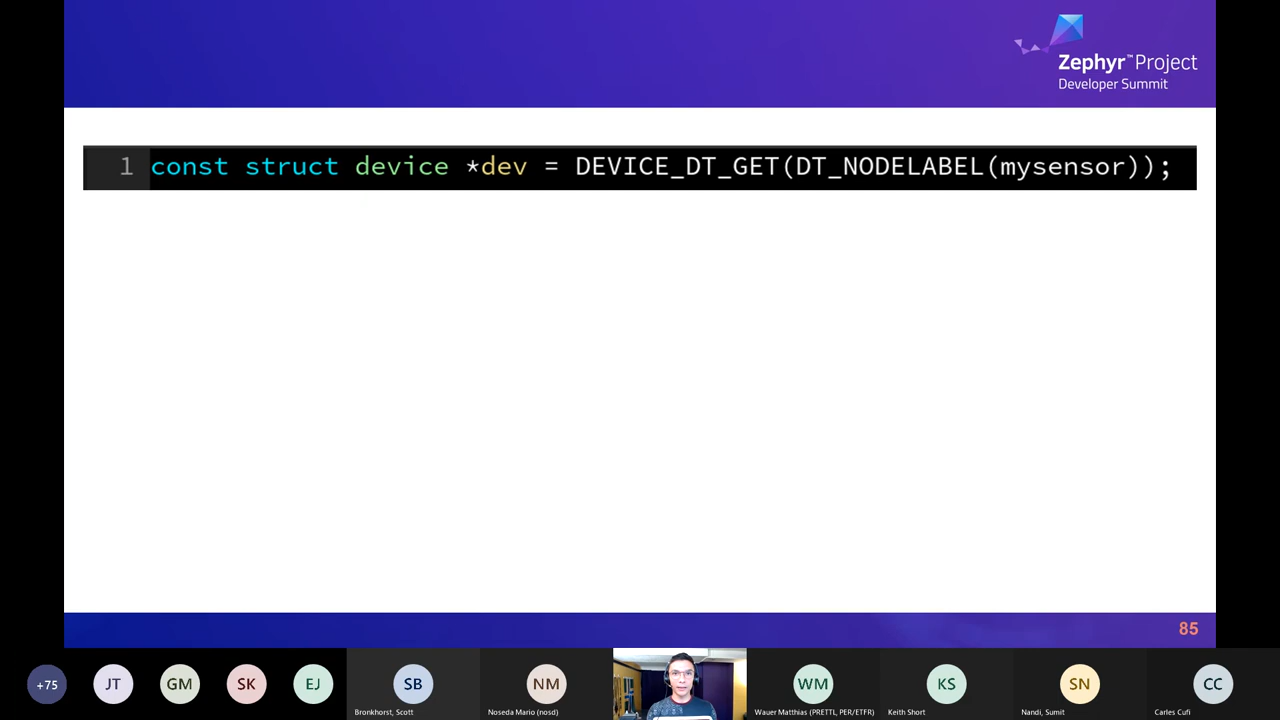 Zephyr™Project
Developer Summit
1 const struct device *dev = DEVICE_DT_GET(DT_NODELABEL(mysensor));
85
+75
JT
GM
SK
EJ
SB
Bronkhorst, Scott
NM
Noseda Mario (nosd)
WM
Wauer Matthias (PRETTL, PER/ETFR)
KS
Keith Short
SN
Nandi, Sumit
CC
Carles Cufi